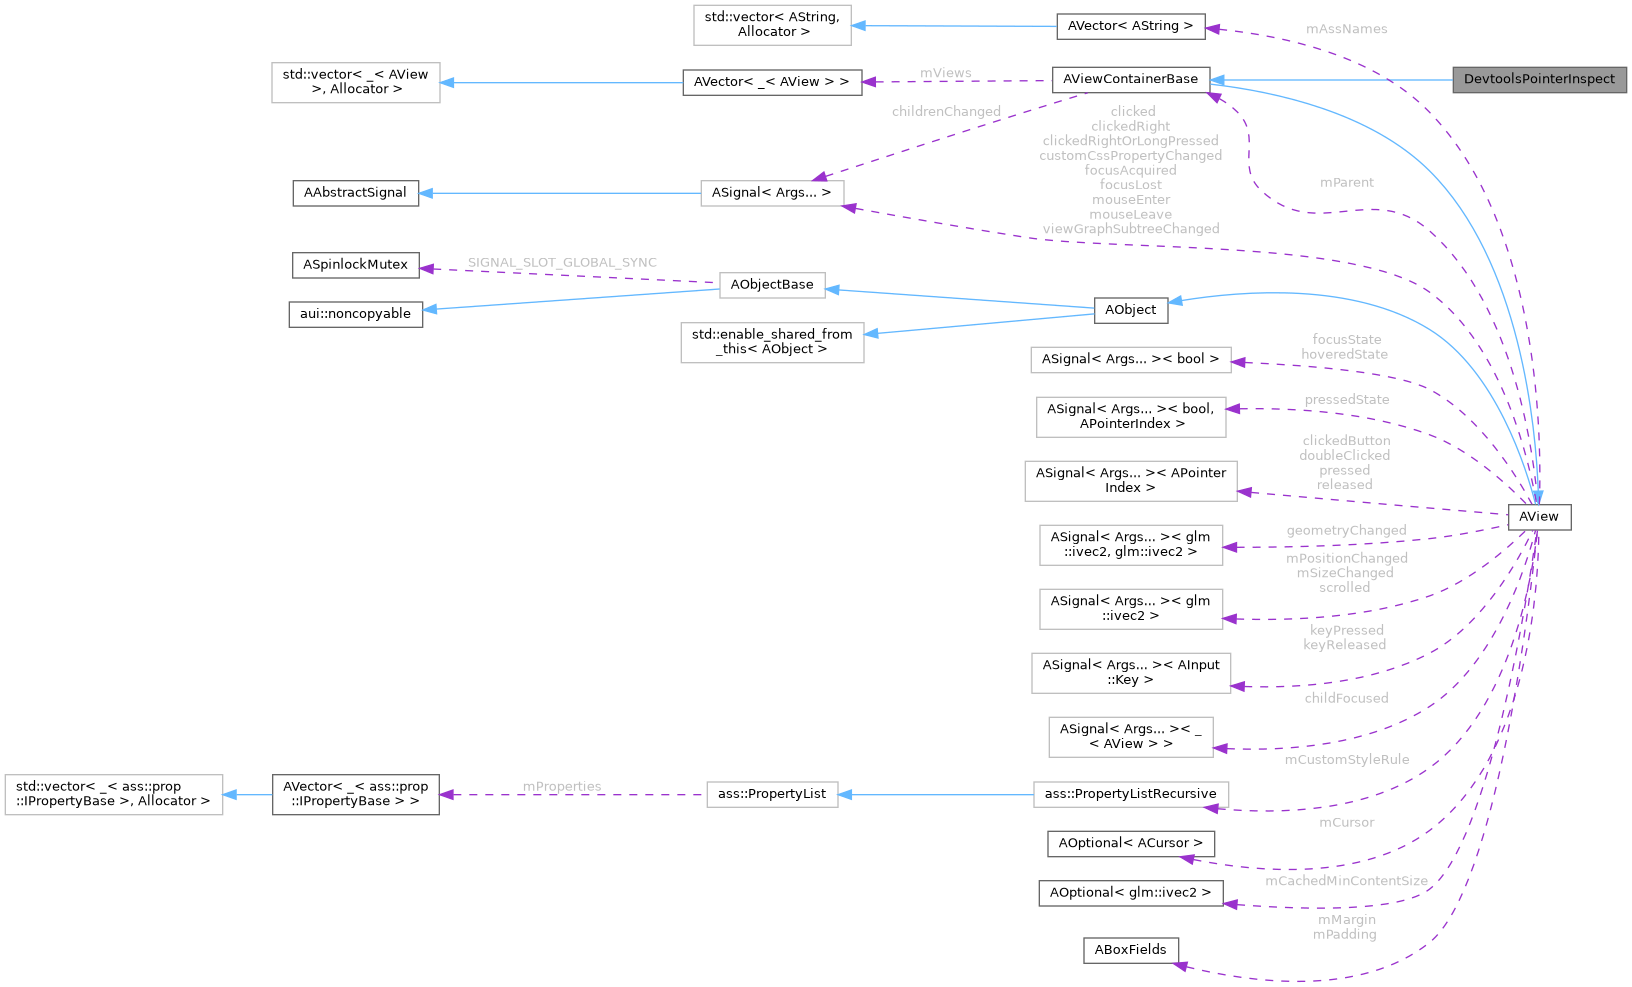 std::vector< AString,
Allocator >
AVector< AString >
mAssNames
std::vector< _< AView
>, Allocator >
AVector< _< AView > >
mViews
AViewContainerBase
DevtoolsPointerInspect
childrenChanged
clicked
clickedRight
clickedRightOrLongPressed
customCssPropertyChanged
focusAcquired
focusLost
mouseEnter
mouseLeave
viewGraphSubtreeChanged
mParent
AAbstractSignal
ASignal< Args... >
ASpinlockMutex
SIGNAL_SLOT_GLOBAL_SYNC
AObjectBase
aui::noncopyable
AObject
std::enable_shared_from
_this< AObject >
ASignal< Args... >< bool >
focusState
hoveredState
ASignal< Args... >< bool,
APointerIndex >
pressedState
ASignal< Args... >< APointer
Index >
clickedButton
doubleClicked
pressed
released
AView
ASignal< Args... >< glm
::ivec2, glm::ivec2 >
geometryChanged
mPositionChanged
mSizeChanged
scrolled
ASignal< Args... >< glm
::ivec2 >
keyPressed
keyReleased
ASignal< Args... >< AInput
::Key >
childFocused
ASignal< Args... >< _
< AView > >
mCustomStyleRule
std::vector< _< ass::prop
::IPropertyBase >, Allocator >
AVector< _< ass::prop
::IPropertyBase > >
mProperties
ass::PropertyList
ass::PropertyListRecursive
mCursor
AOptional< ACursor >
mCachedMinContentSize
AOptional< glm::ivec2 >
mMargin
mPadding
ABoxFields